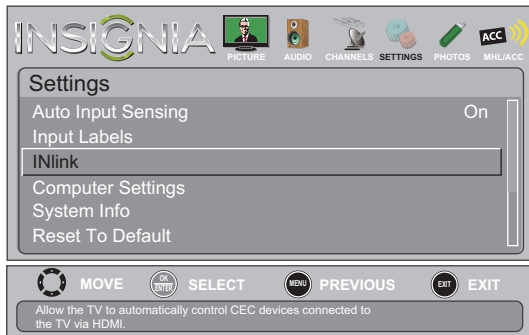 INSIGNIA
PICTURE AUDIO CHANNELS SETTINGS PHOTOS MHL/ACC
ACC
Settings
Auto Input Sensing On
Input Labels
INlink
Computer Settings
System Info
Reset To Default
MOVE OK ENTER SELECT MENU PREVIOUS EXIT EXIT
Allow the TV to automatically control CEC devices connected to
the TV via HDMI.